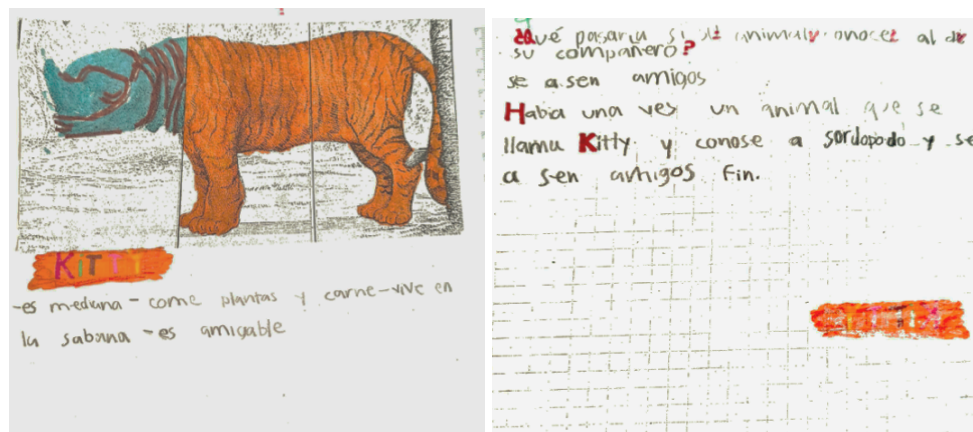 KITTY
-es mediana - come plantas y carne - vive en
la sabana - es amigable
¿Qué pasaria si animal conoce al de
su compañero?
se a sen amigos
Habia una ves un animal que se
llama Kitty y conose a sordopodo y se
a sen amigos Fin.